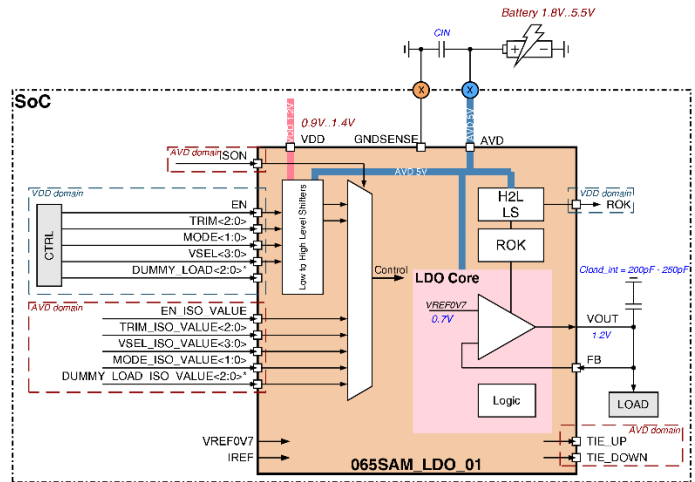 Battery 1.8V..5.5V
CIN
+
-
X
X
SoC
VDD 1.2V
0.9V..1.4V
AVD 5V
AVD domain
ISON
VDD
GNDSENSE
AVD
AVD 5V
VDD domain
VDD domain
CTRL
EN
TRIM<2:0>
MODE<1:0>
VSEL<3:0>
DUMMY_LOAD<2:0>*
Low to High Level Shifters
H2L
LS
ROK
ROK
Control
LDO Core
Cload_int = 200pF - 250pF
AVD domain
EN_ISO_VALUE
TRIM_ISO_VALUE<2:0>
VSEL_ISO_VALUE<3:0>
MODE_ISO_VALUE<1:0>
DUMMY_LOAD_ISO_VALUE<2:0>*
VREF0V7
0.7V
VOUT
1.2V
FB
Logic
LOAD
VREF0V7
IREF
065SAM_LDO_01
AVD domain
TIE_UP
TIE_DOWN